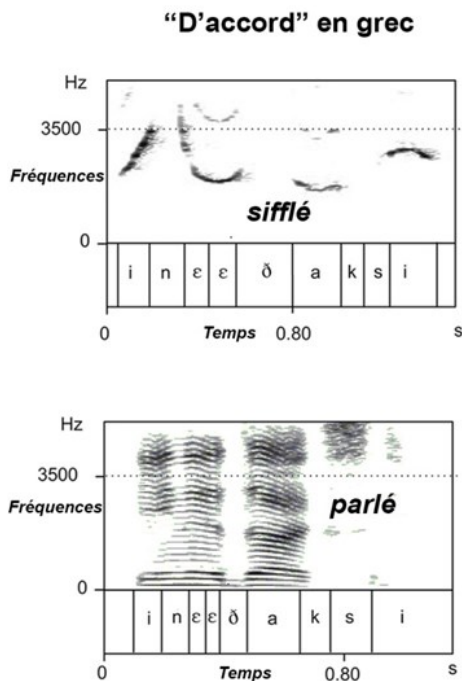 “D’accord” en grec
Hz
3500
Fréquences
sifflé
0
i n ε ε ð a k s i
0 Temps 0.80 s
Hz
3500
Fréquences
parlé
0
i n ε ε ð a k s i
0 Temps 0.80 s